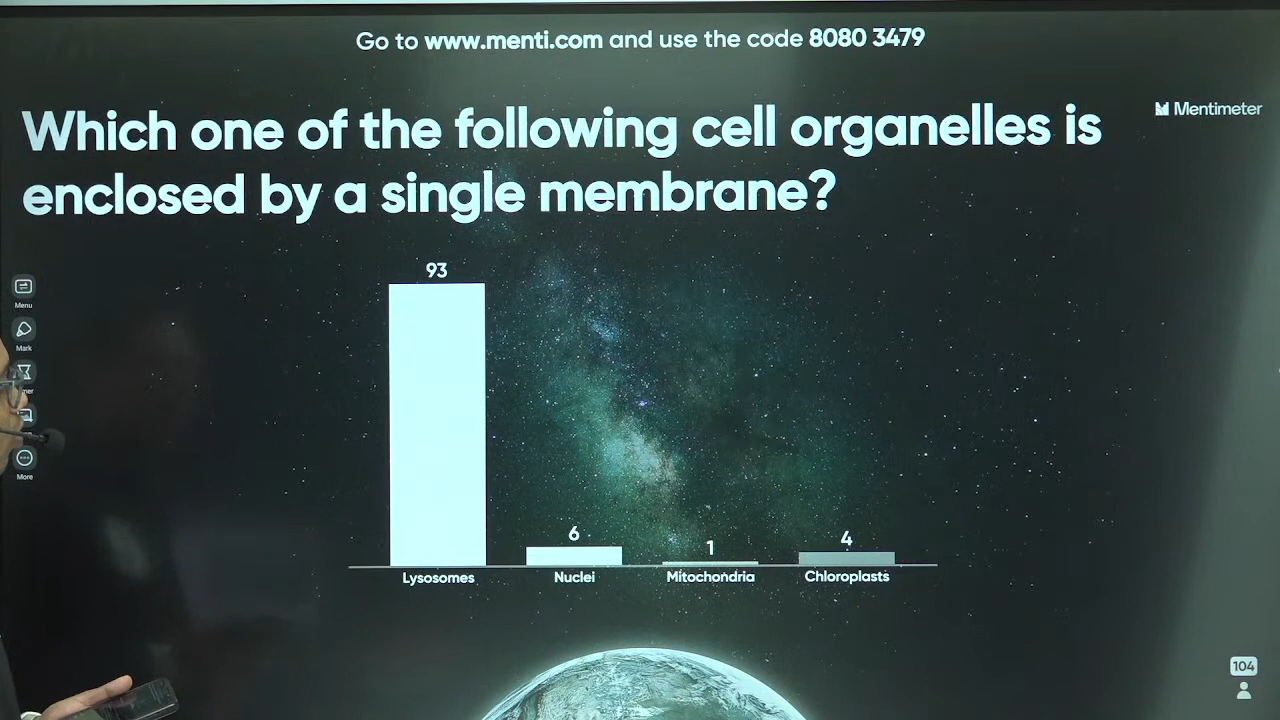 Go to www.menti.com and use the code 8080 3479
Mentimeter
Which one of the following cell organelles is
enclosed by a single membrane?
93
6
1
4
Lysosomes
Nuclei
Mitochondria
Chloroplasts
Menu
Mark
More
104